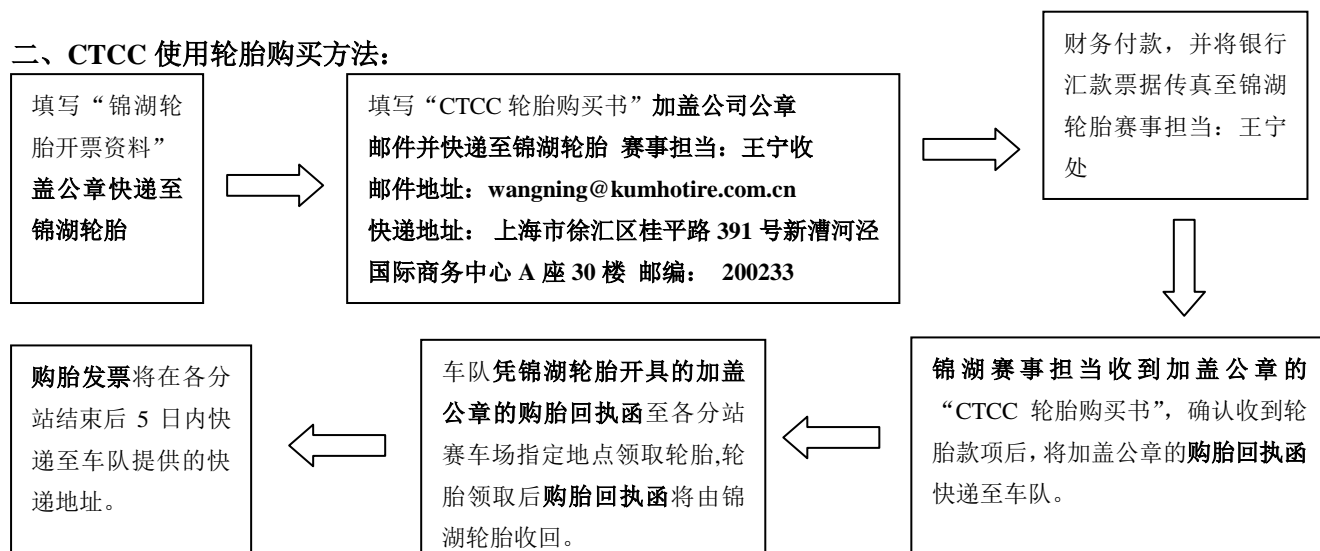 二、CTCC 使用轮胎购买方法：
填写“锦湖轮
胎开票资料”
盖公章快递至
锦湖轮胎
填写“CTCC 轮胎购买书”加盖公司公章
邮件并快递至锦湖轮胎 赛事担当：王宁收
邮件地址：wangning@kumhotire.com.cn
快递地址： 上海市徐汇区桂平路 391 号新漕河泾
国际商务中心 A 座 30 楼 邮编： 200233
财务付款，并将银行
汇款票据传真至锦湖
轮胎赛事担当：王宁
处
锦湖赛事担当收到加盖公章的
“CTCC 轮胎购买书”，确认收到轮
胎款项后，将加盖公章的购胎回执函
快递至车队。
车队凭锦湖轮胎开具的加盖
公章的购胎回执函至各分站
赛车场指定地点领取轮胎,轮
胎领取后购胎回执函将由锦
湖轮胎收回。
购胎发票将在各分
站结束后 5 日内快
递至车队提供的快
递地址。